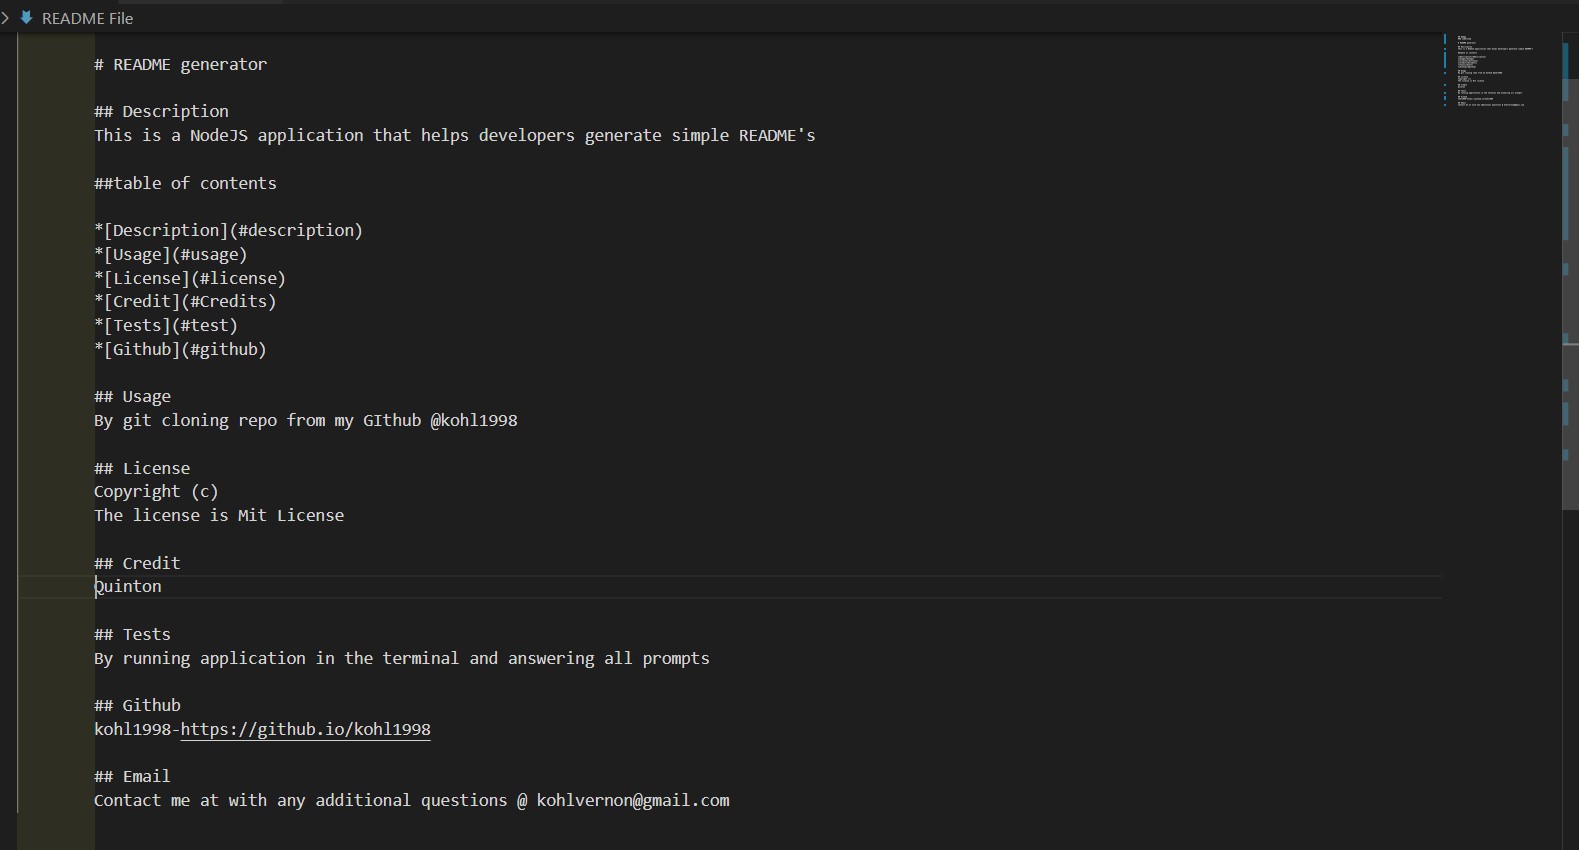 README File
# README generator
## Description
This is a NodeJS application that helps developers generate simple README's
##table of contents
*[Description](#description)
*[Usage](#usage)
*[License](#license)
*[Credit](#Credits)
*[Tests](#test)
*[Github](#github)
## Usage
By git cloning repo from my GIthub @kohl1998
## License
Copyright (c)
The license is Mit License
## Credit
Quinton
## Tests
By running application in the terminal and answering all prompts
## Github
kohl1998-https://github.io/kohl1998
## Email
Contact me at with any additional questions @ kohlvernon@gmail.com